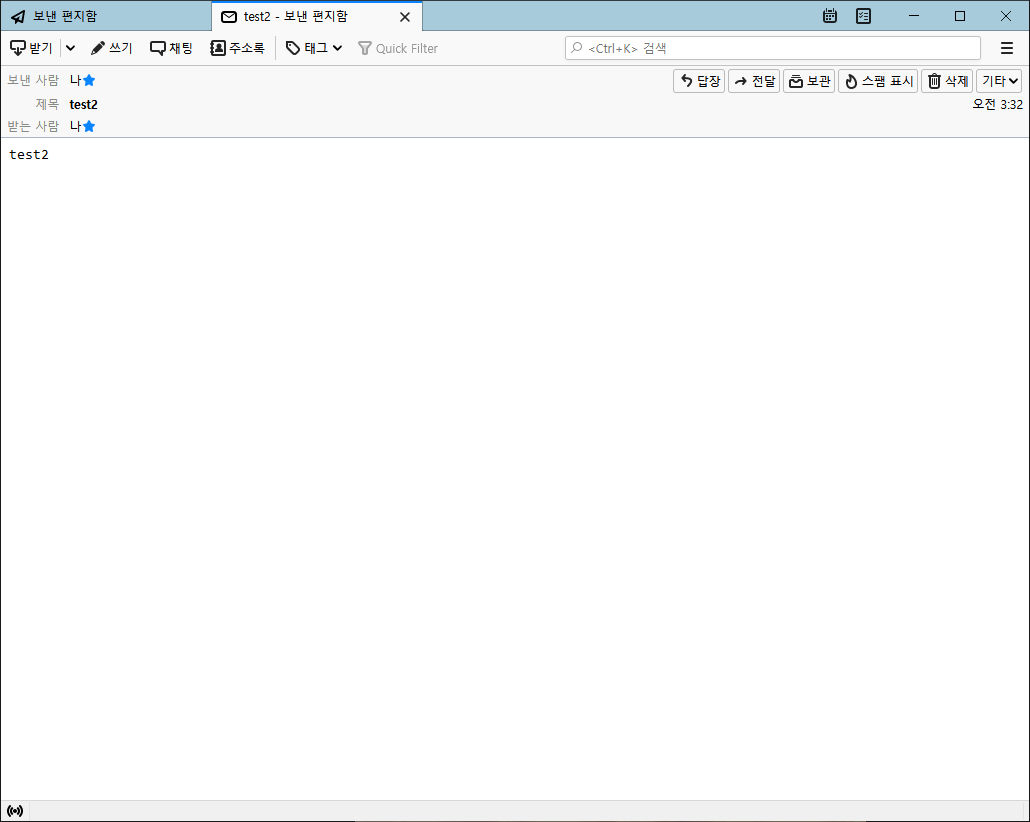 보낸 편지함
test2 - 보낸 편지함
받기 쓰기 채팅 주소록 태그 Quick Filter <Ctrl+K> 검색
보낸 사람 나 답장 전달 보관 스팸 표시 삭제 기타
제목 test2 오전 3:32
받는 사람 나
test2